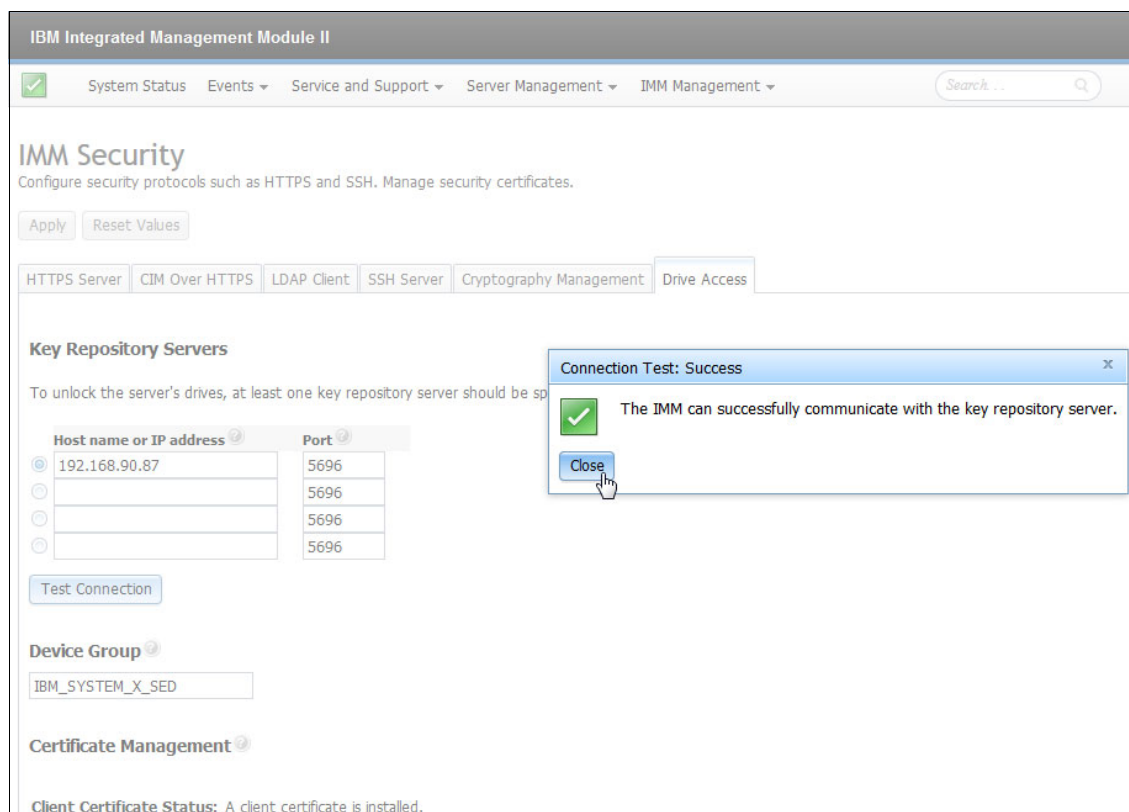 IBM Integrated Management Module II
System Status Events Service and Support Server Management IMM Management Search...
IMM Security
Configure security protocols such as HTTPS and SSH. Manage security certificates.
Apply Reset Values
HTTPS Server CIM Over HTTPS LDAP Client SSH Server Cryptography Management Drive Access
Key Repository Servers
To unlock the server's drives, at least one key repository server should be sp
Connection Test: Success x
The IMM can successfully communicate with the key repository server.
Close
Host name or IP address ? Port ?
192.168.90.87 5696
5696
5696
5696
Test Connection
Device Group ?
IBM_SYSTEM_X_SED
Certificate Management ?
Client Certificate Status: A client certificate is installed.